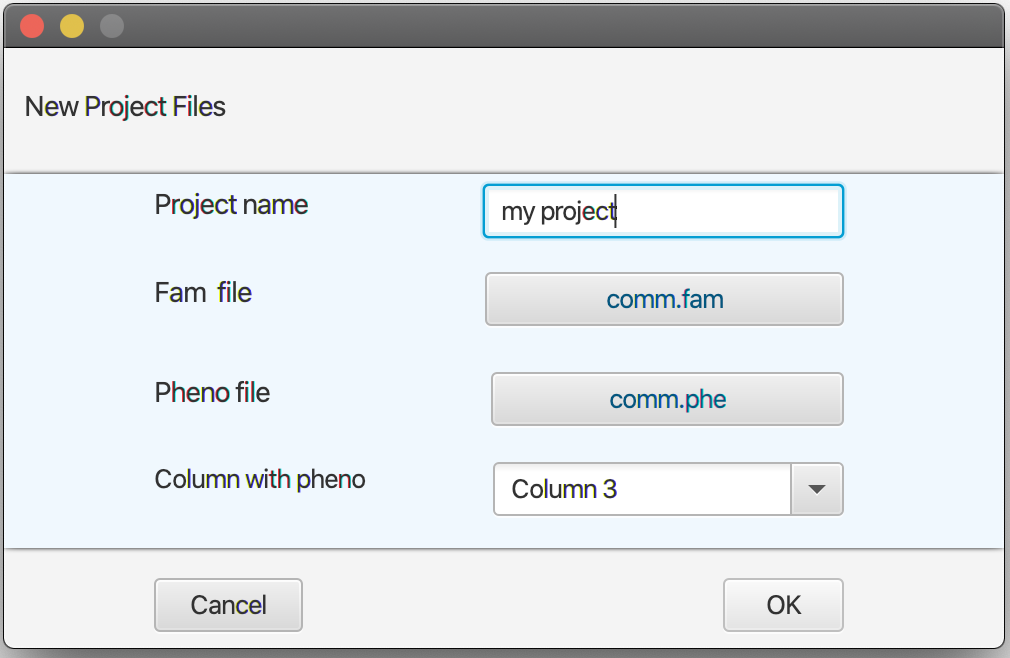 New Project Files
Project name
my project
Fam file
comm.fam
Pheno file
comm.phe
Column with pheno
Column 3
Cancel
OK